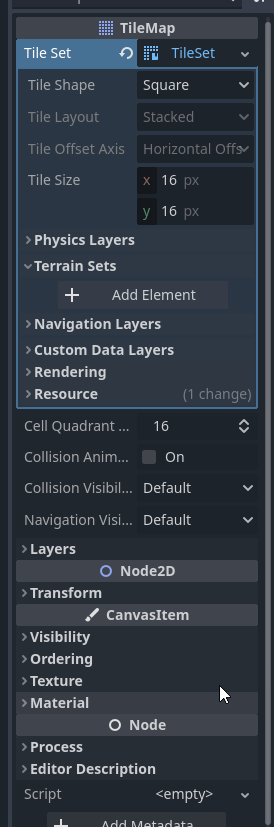 TileMap
Tile Set TileSet
Tile Shape Square
Tile Layout Stacked
Tile Offset Axis Horizontal Offs
Tile Size x 16 px
y 16 px
Physics Layers
Terrain Sets
+ Add Element
Navigation Layers
Custom Data Layers
Rendering
Resource (1 change)
Cell Quadrant ... 16
Collision Anim... On
Collision Visibil... Default
Navigation Visi... Default
Layers
Node2D
Transform
CanvasItem
Visibility
Ordering
Texture
Material
Node
Process
Editor Description
Script <empty>
+ Add Metadata